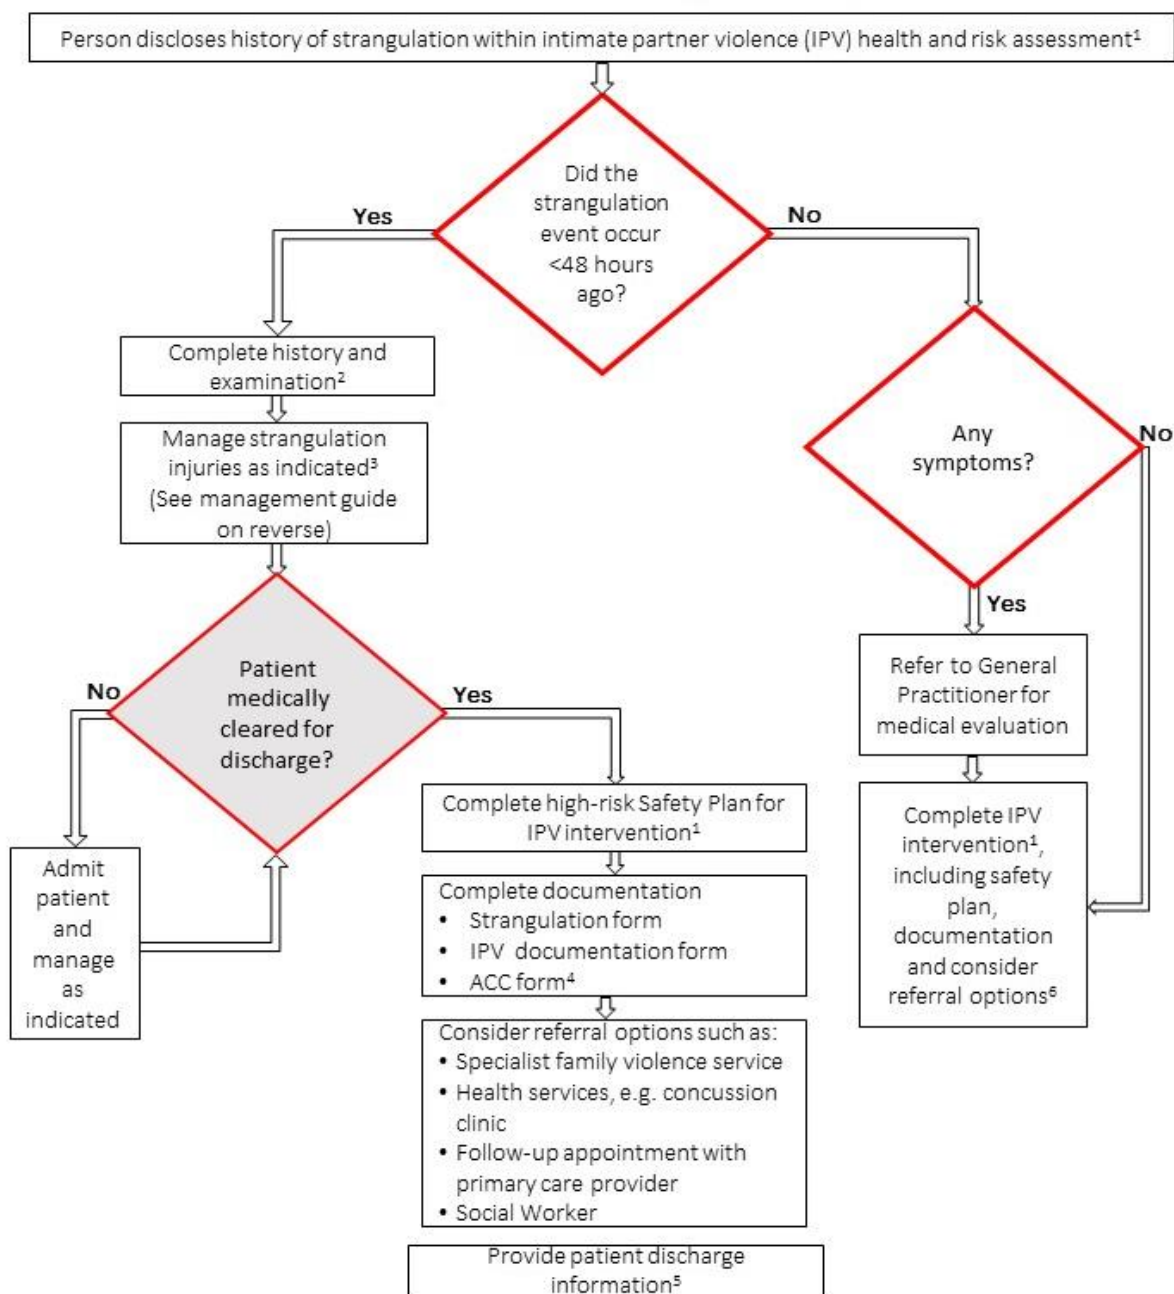 Person discloses history of strangulation within intimate partner violence (IPV) health and risk assessment¹
Did the
strangulation
event occur
<48 hours
ago?
Yes
No
Complete history and
examination²
Manage strangulation
injuries as indicated³
(See management guide
on reverse)
Any
symptoms?
No
Yes
Patient
medically
cleared for
discharge?
No
Yes
Refer to General
Practitioner for
medical evaluation
Admit
patient
and
manage
as
indicated
Complete high-risk Safety Plan for
IPV intervention¹
Complete documentation
• Strangulation form
• IPV documentation form
• ACC form⁴
Complete IPV
intervention¹,
including safety
plan,
documentation
and consider
referral options⁶
Consider referral options such as:
• Specialist family violence service
• Health services, e.g. concussion
clinic
• Follow-up appointment with
primary care provider
• Social Worker
Provide patient discharge
information⁵